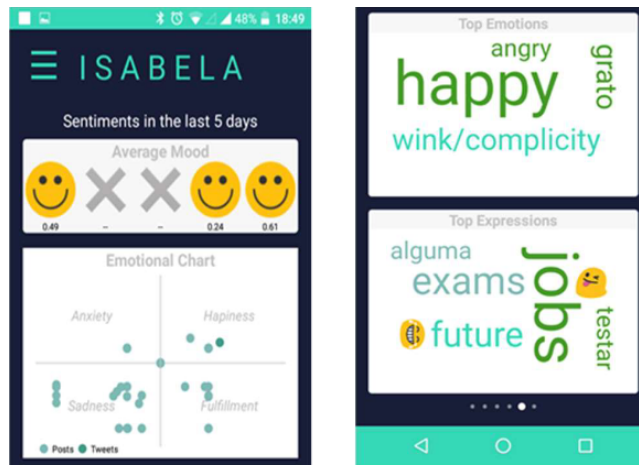 48% 18:49
ISABELA
Sentiments in the last 5 days
Average Mood
0.49 -- -- 0.24 0.61
Emotional Chart
Anxiety Hapiness
Sadness Fulfillment
Posts Tweets
Top Emotions
angry
happy
grato
wink/complicity
Top Expressions
alguma
exams
jobs
future
testar